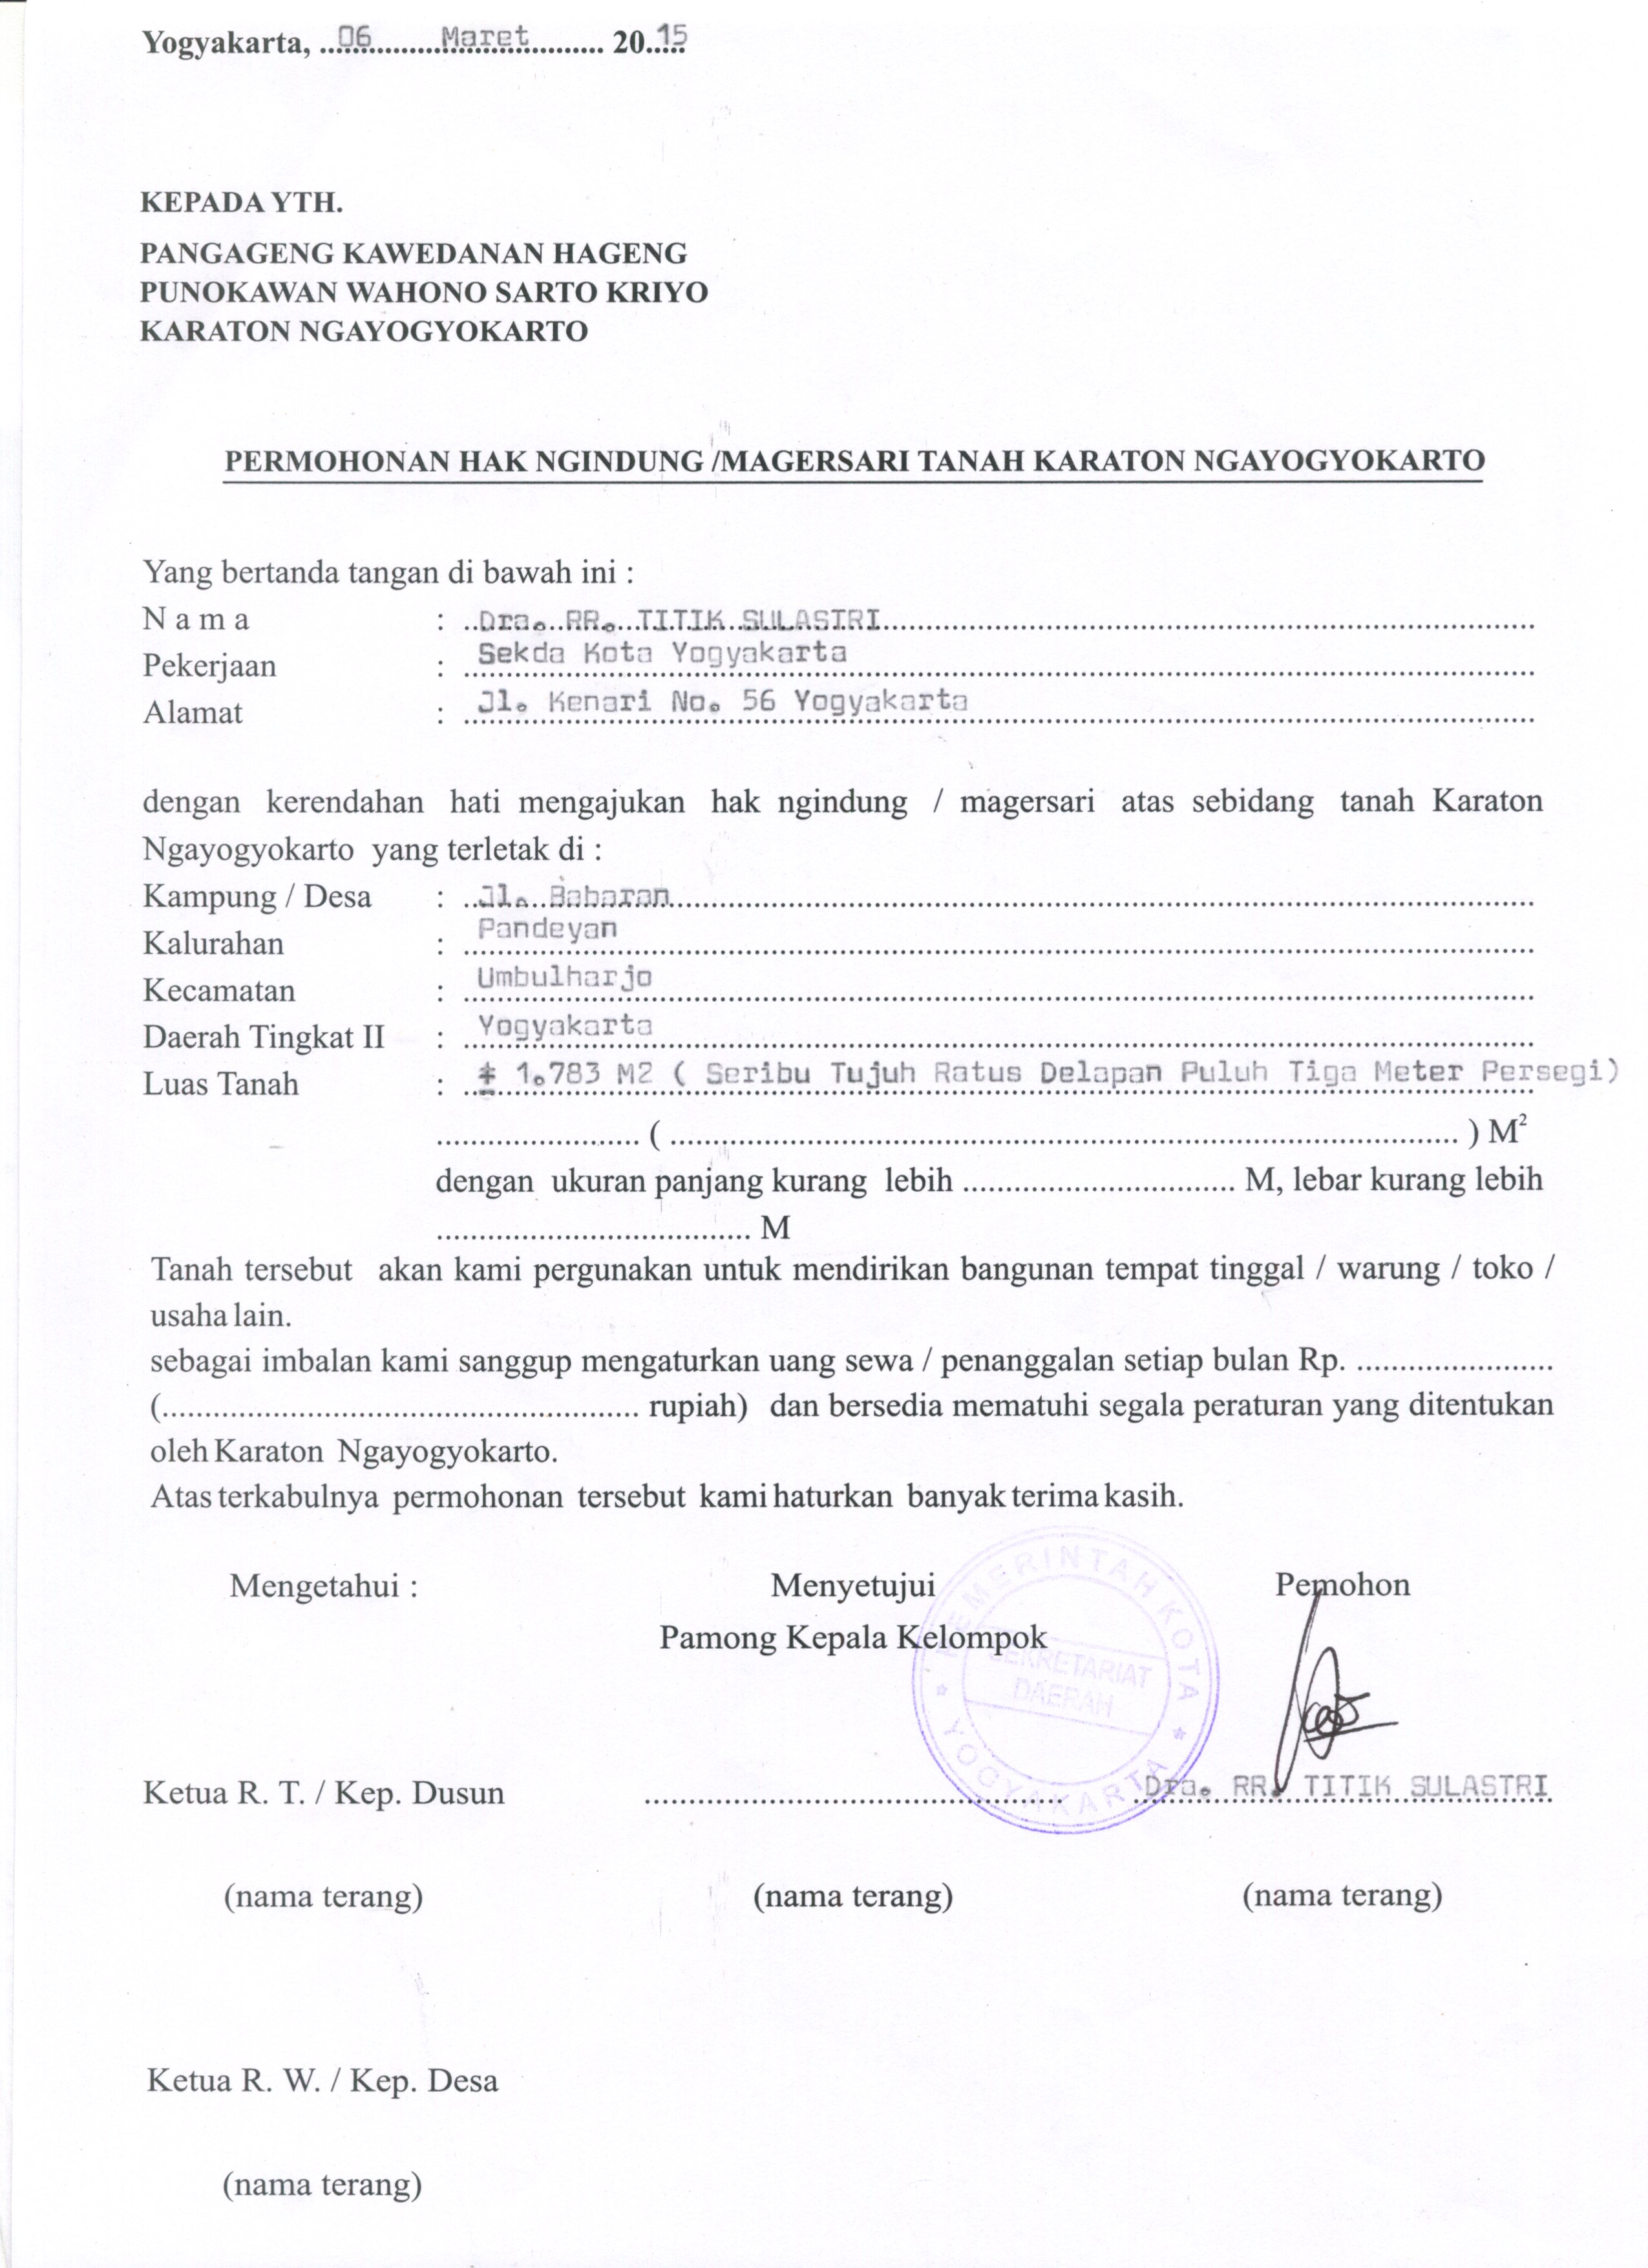 Yogyakarta, ..06........Maret.......... 20..15
KEPADA YTH.
PANGAGENG KAWEDANAN HAGENG
PUNOKAWAN WAHONO SARTO KRIYO
KARATON NGAYOGYOKARTO
PERMOHONAN HAK NGINDUNG /MAGERSARI TANAH KARATON NGAYOGYOKARTO
Yang bertanda tangan di bawah ini :
N a m a : Dra. RR. TITIK SULASTRI
Pekerjaan : Sekda Kota Yogyakarta
Alamat : Jl. Kenari No. 56 Yogyakarta
dengan kerendahan hati mengajukan hak ngindung / magersari atas sebidang tanah Karaton
Ngayogyokarto yang terletak di :
Kampung / Desa : Jl. Babaran
Kalurahan : Pandeyan
Kecamatan : Umbulharjo
Daerah Tingkat II : Yogyakarta
Luas Tanah : ± 1.783 M2 ( Seribu Tujuh Ratus Delapan Puluh Tiga Meter Persegi)
........................ ( ................................................................ ) M²
dengan ukuran panjang kurang lebih ................................ M, lebar kurang lebih
..................................... M
Tanah tersebut akan kami pergunakan untuk mendirikan bangunan tempat tinggal / warung / toko /
usaha lain.
sebagai imbalan kami sanggup mengaturkan uang sewa / penanggalan setiap bulan Rp. .......................
(........................................................ rupiah) dan bersedia mematuhi segala peraturan yang ditentukan
oleh Karaton Ngayogyokarto.
Atas terkabulnya permohonan tersebut kami haturkan banyak terima kasih.
Mengetahui : Menyetujui Pemohon
Pamong Kepala Kelompok
PEMERINTAH KOTA
SEKRETARIAT
DAERAH
YOGYAKARTA
Ketua R. T. / Kep. Dusun ................................................. Dra. RR. TITIK SULASTRI
(nama terang) (nama terang) (nama terang)
Ketua R. W. / Kep. Desa
(nama terang)